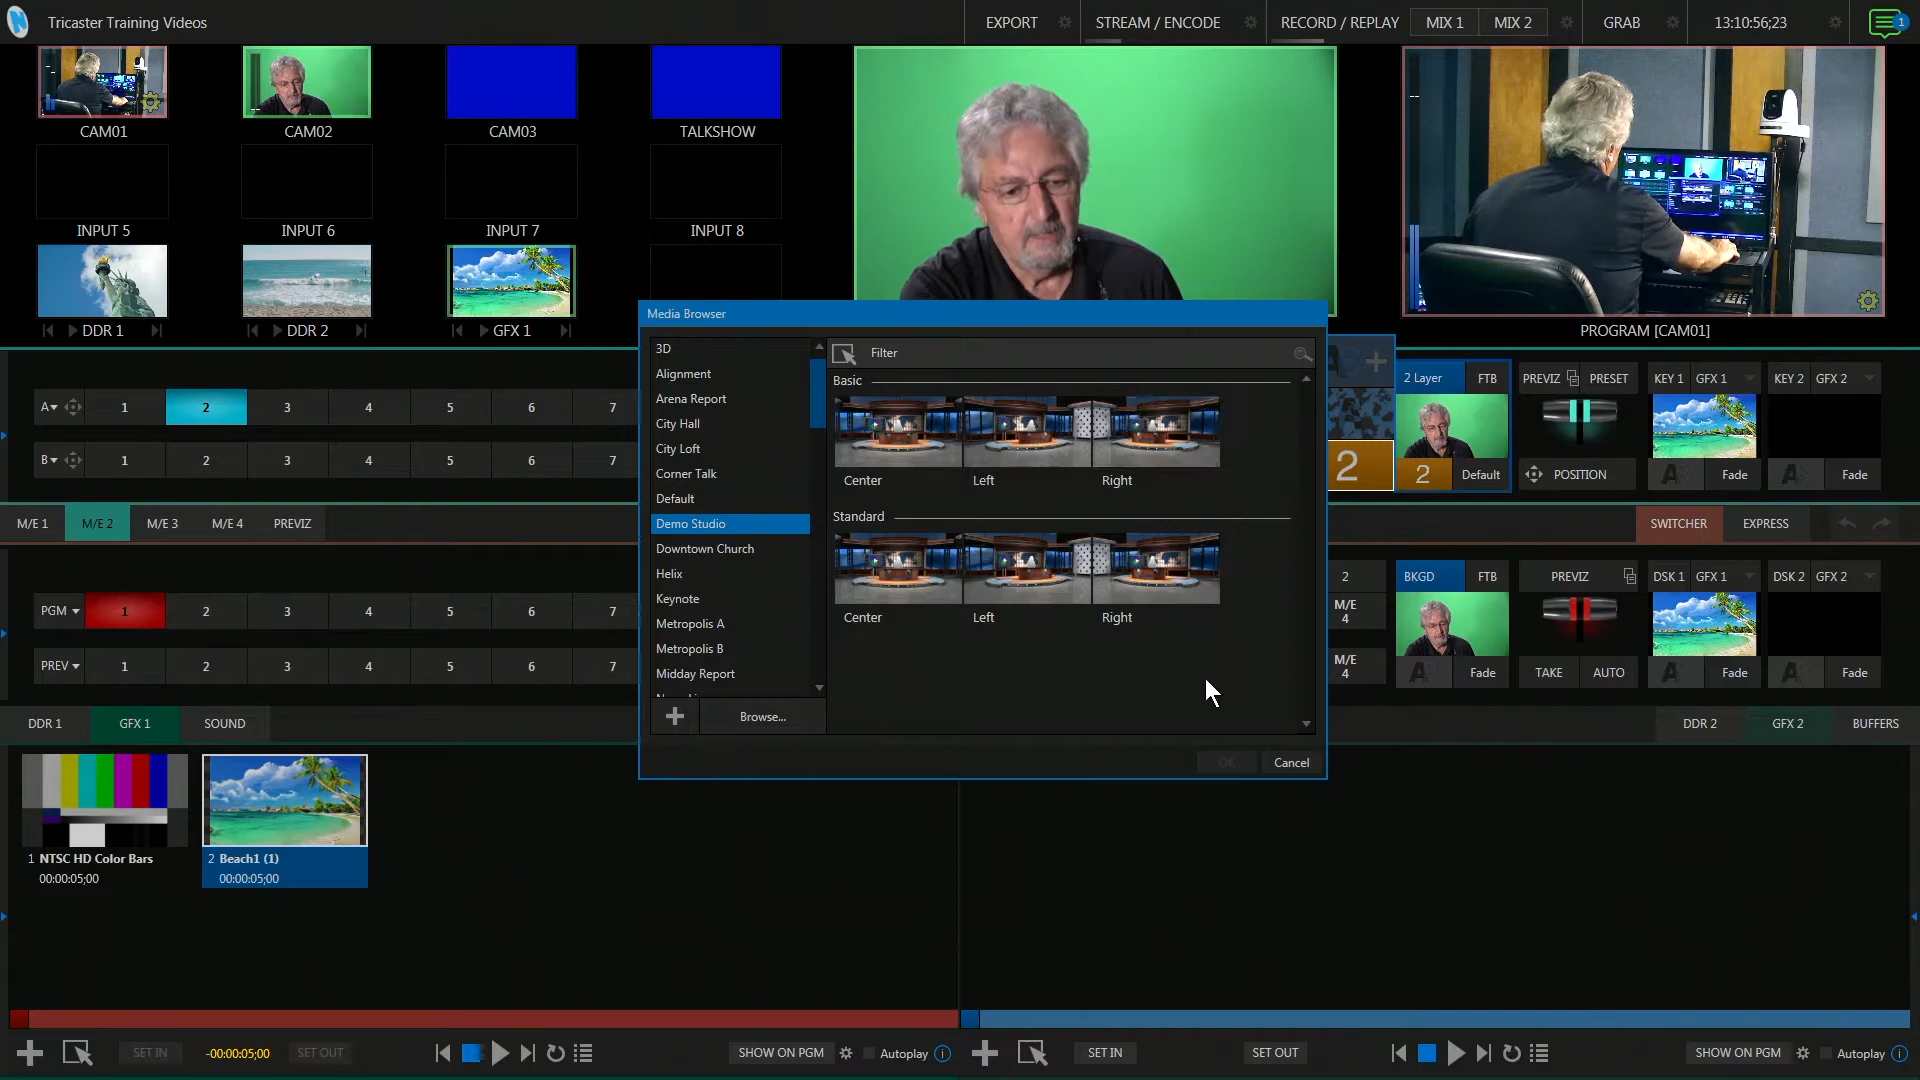 Tricaster Training Videos
EXPORT
STREAM / ENCODE
RECORD / REPLAY
MIX 1
MIX 2
GRAB
13:10:56;23
1
CAM01
CAM02
CAM03
TALKSHOW
INPUT 5
INPUT 6
INPUT 7
INPUT 8
DDR 1
DDR 2
GFX 1
PROGRAM [CAM01]
Media Browser
3D
Alignment
Arena Report
City Hall
City Loft
Corner Talk
Default
Demo Studio
Downtown Church
Helix
Keynote
Metropolis A
Metropolis B
Midday Report
Browse...
Filter
Basic
Center
Left
Right
Standard
Center
Left
Right
OK
Cancel
A
1
2
3
4
5
6
7
B
1
2
3
4
5
6
7
2
2 Layer
FTB
2
Default
PREVIZ
PRESET
POSITION
KEY 1
GFX 1
Fade
KEY 2
GFX 2
Fade
M/E 1
M/E 2
M/E 3
M/E 4
PREVIZ
SWITCHER
EXPRESS
PGM
1
2
3
4
5
6
7
PREV
1
2
3
4
5
6
7
2
M/E
4
M/E
4
BKGD
FTB
Fade
PREVIZ
TAKE
AUTO
DSK 1
GFX 1
Fade
DSK 2
GFX 2
Fade
DDR 1
GFX 1
SOUND
DDR 2
GFX 2
BUFFERS
1 NTSC HD Color Bars
00:00:05;00
2 Beach1 (1)
00:00:05;00
SET IN
-00:00:05;00
SET OUT
SHOW ON PGM
Autoplay
SET IN
SET OUT
SHOW ON PGM
Autoplay